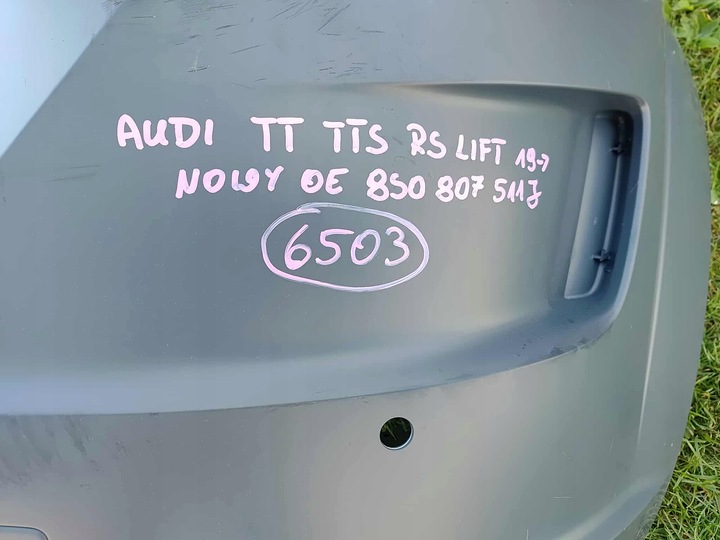 AUDI TT TTS RS LIFT 19->
NOWY OE 8S0 807 511J
6503